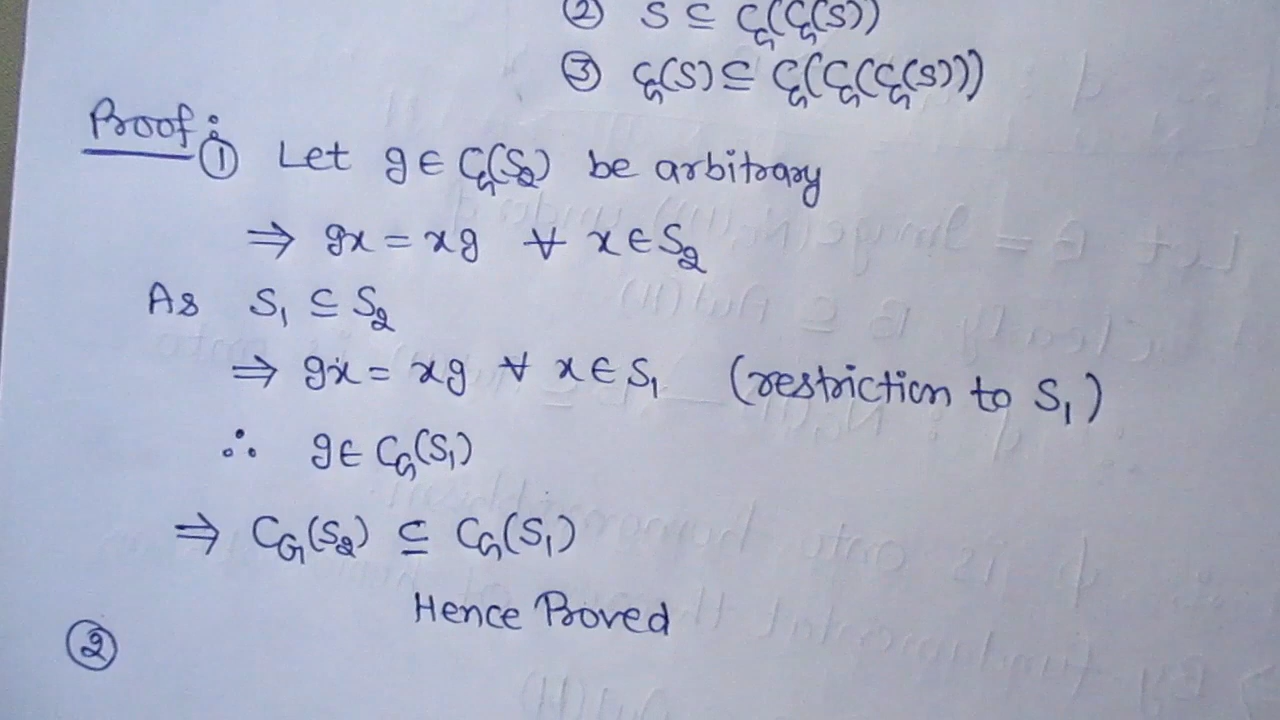 ② S ⊆ C_G(C_G(S))
③ C_G(S) ⊆ C_G(C_G(C_G(S)))
Proof:
① Let g ∈ C_G(S₂) be arbitrary
⇒ gx = xg ∀ x ∈ S₂
As S₁ ⊆ S₂
⇒ gx = xg ∀ x ∈ S₁ (restriction to S₁)
∴ g ∈ C_G(S₁)
⇒ C_G(S₂) ⊆ C_G(S₁)
Hence Proved
②